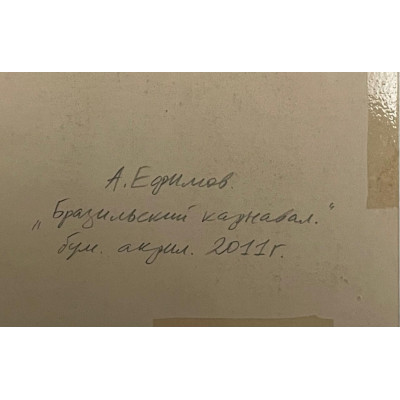 А. Ефимов.
„Бразильский карнавал."
бум. акрил. 2011г.